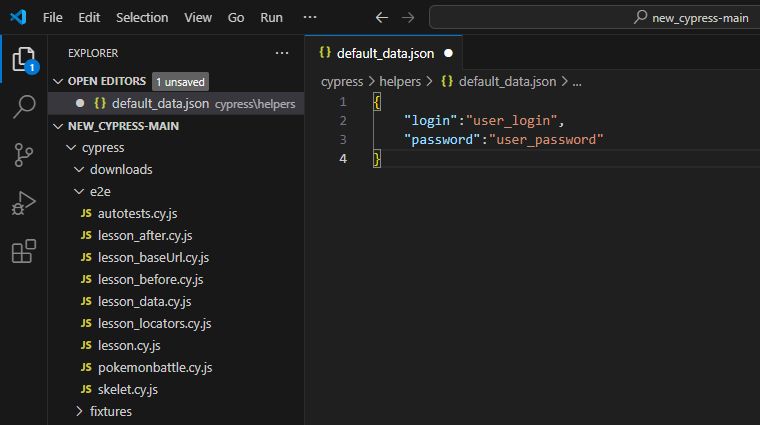 File Edit Selection View Go Run ... new_cypress-main
EXPLORER ...
OPEN EDITORS 1 unsaved
{} default_data.json cypress\helpers
NEW_CYPRESS-MAIN
cypress
downloads
e2e
JS autotests.cy.js
JS lesson_after.cy.js
JS lesson_baseUrl.cy.js
JS lesson_before.cy.js
JS lesson_data.cy.js
JS lesson_locators.cy.js
JS lesson.cy.js
JS pokemonbattle.cy.js
JS skelet.cy.js
fixtures
1
{} default_data.json
cypress > helpers > {} default_data.json > ...
1 {
2 "login":"user_login",
3 "password":"user_password"
4 }